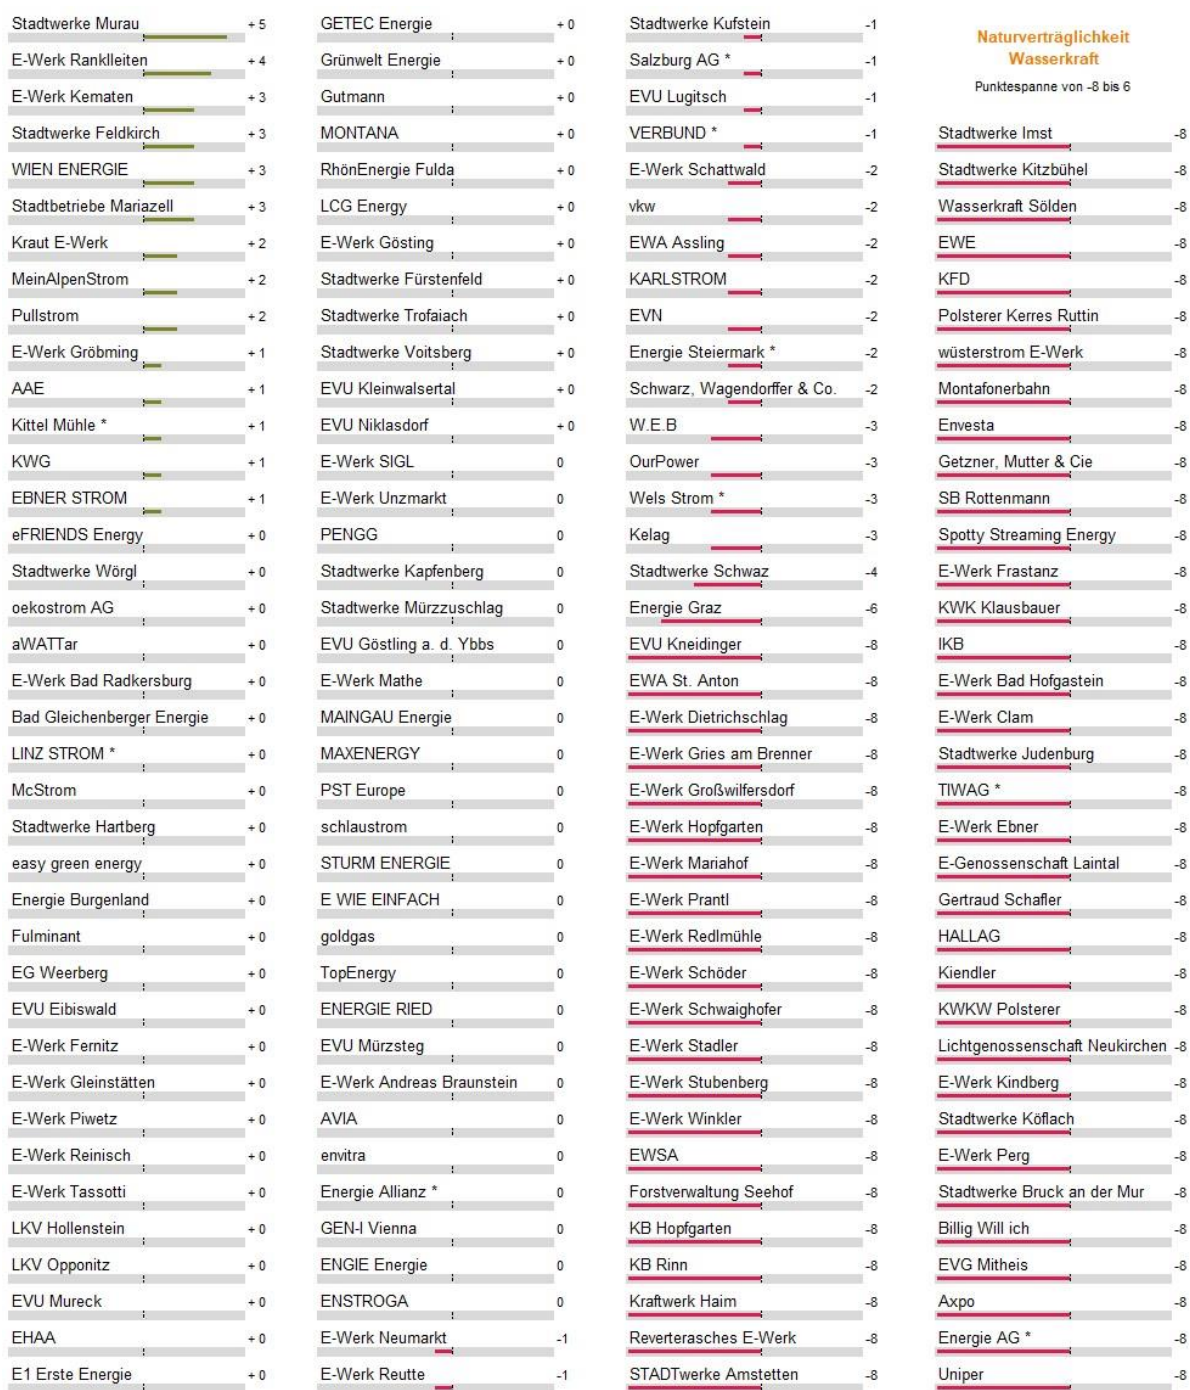 Stadtwerke Murau + 5
E-Werk Ranklleiten + 4
E-Werk Kematen + 3
Stadtwerke Feldkirch + 3
WIEN ENERGIE + 3
Stadtbetriebe Mariazell + 3
Kraut E-Werk + 2
MeinAlpenStrom + 2
Pullstrom + 2
E-Werk Gröbming + 1
AAE + 1
Kittel Mühle * + 1
KWG + 1
EBNER STROM + 1
eFRIENDS Energy + 0
Stadtwerke Wörgl + 0
oekostrom AG + 0
aWATTar + 0
E-Werk Bad Radkersburg + 0
Bad Gleichenberger Energie + 0
LINZ STROM * + 0
McStrom + 0
Stadtwerke Hartberg + 0
easy green energy + 0
Energie Burgenland + 0
Fulminant + 0
EG Weerberg + 0
EVU Eibiswald + 0
E-Werk Fernitz + 0
E-Werk Gleinstätten + 0
E-Werk Piwetz + 0
E-Werk Reinisch + 0
E-Werk Tassotti + 0
LKV Hollenstein + 0
LKV Opponitz + 0
EVU Mureck + 0
EHAA + 0
E1 Erste Energie + 0
GETEC Energie + 0
Grünwelt Energie + 0
Gutmann + 0
MONTANA + 0
RhönEnergie Fulda + 0
LCG Energy + 0
E-Werk Gösting + 0
Stadtwerke Fürstenfeld + 0
Stadtwerke Trofaiach + 0
Stadtwerke Voitsberg + 0
EVU Kleinwalsertal + 0
EVU Niklasdorf + 0
E-Werk SIGL 0
E-Werk Unzmarkt 0
PENGG 0
Stadtwerke Kapfenberg 0
Stadtwerke Mürzzuschlag 0
EVU Göstling a. d. Ybbs 0
E-Werk Mathe 0
MAINGAU Energie 0
MAXENERGY 0
PST Europe 0
schlaustrom 0
STURM ENERGIE 0
E WIE EINFACH 0
goldgas 0
TopEnergy 0
ENERGIE RIED 0
EVU Mürzsteg 0
E-Werk Andreas Braunstein 0
AVIA 0
envitra 0
Energie Allianz * 0
GEN-I Vienna 0
ENGIE Energie 0
ENSTROGA 0
E-Werk Neumarkt -1
E-Werk Reutte -1
Stadtwerke Kufstein -1
Salzburg AG * -1
EVU Lugitsch -1
VERBUND * -1
E-Werk Schattwald -2
vkw -2
EWA Assling -2
KARLSTROM -2
EVN -2
Energie Steiermark * -2
Schwarz, Wagendorffer & Co. -2
W.E.B -3
OurPower -3
Wels Strom * -3
Kelag -3
Stadtwerke Schwaz -4
Energie Graz -6
EVU Kneidinger -8
EWA St. Anton -8
E-Werk Dietrichschlag -8
E-Werk Gries am Brenner -8
E-Werk Großwilfersdorf -8
E-Werk Hopfgarten -8
E-Werk Mariahof -8
E-Werk Prantl -8
E-Werk Redlmühle -8
E-Werk Schöder -8
E-Werk Schwaighofer -8
E-Werk Stadler -8
E-Werk Stubenberg -8
E-Werk Winkler -8
EWSA -8
Forstverwaltung Seehof -8
KB Hopfgarten -8
KB Rinn -8
Kraftwerk Haim -8
Reverterasches E-Werk -8
STADTwerke Amstetten -8
Naturverträglichkeit
Wasserkraft
Punktespanne von -8 bis 6
Stadtwerke Imst -8
Stadtwerke Kitzbühel -8
Wasserkraft Sölden -8
EWE -8
KFD -8
Polsterer Kerres Ruttin -8
wüsterstrom E-Werk -8
Montafonerbahn -8
Envesta -8
Getzner, Mutter & Cie -8
SB Rottenmann -8
Spotty Streaming Energy -8
E-Werk Frastanz -8
KWK Klausbauer -8
IKB -8
E-Werk Bad Hofgastein -8
E-Werk Clam -8
Stadtwerke Judenburg -8
TIWAG * -8
E-Werk Ebner -8
E-Genossenschaft Laintal -8
Gertraud Schafler -8
HALLAG -8
Kiendler -8
KWKW Polsterer -8
Lichtgenossenschaft Neukirchen -8
E-Werk Kindberg -8
Stadtwerke Köflach -8
E-Werk Perg -8
Stadtwerke Bruck an der Mur -8
Billig Will ich -8
EVG Mitheis -8
Axpo -8
Energie AG * -8
Uniper -8